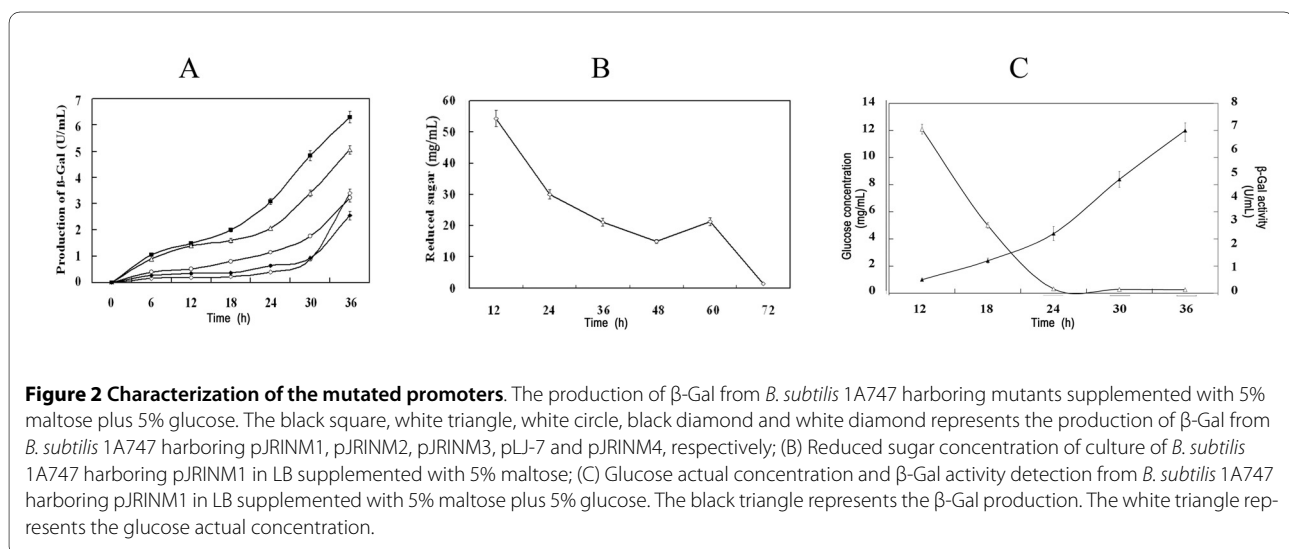 A
B
C
Production of ß-Gal (U/mL)
7
6
5
4
3
2
1
0
0 6 12 18 24 30 36
Time (h)
Reduced sugar (mg/mL)
60
50
40
30
20
10
0
12 24 36 48 60 72
Time (h)
Glucose concentration
(mg/mL)
14
12
10
8
6
4
2
0
12 18 24 30 36
Time (h)
8
7
6
5
4
3
2
1
0
β-Gal activity
(U/mL)
Figure 2 Characterization of the mutated promoters. The production of β-Gal from B. subtilis 1A747 harboring mutants supplemented with 5%
maltose plus 5% glucose. The black square, white triangle, white circle, black diamond and white diamond represents the production of β-Gal from
B. subtilis 1A747 harboring pJRINM1, pJRINM2, pJRINM3, pLJ-7 and pJRINM4, respectively; (B) Reduced sugar concentration of culture of B. subtilis
1A747 harboring pJRINM1 in LB supplemented with 5% maltose; (C) Glucose actual concentration and β-Gal activity detection from B. subtilis 1A747
harboring pJRINM1 in LB supplemented with 5% maltose plus 5% glucose. The black triangle represents the β-Gal production. The white triangle rep-
resents the glucose actual concentration.